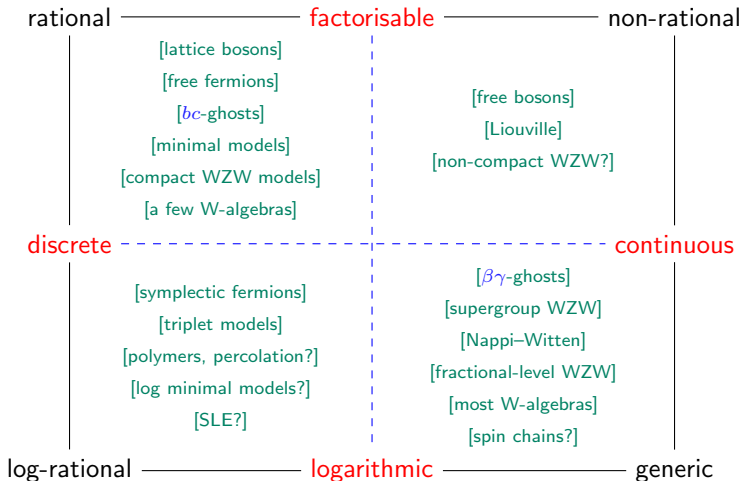 rational factorisable non-rational
[lattice bosons]
[free fermions]
[bc-ghosts]
[minimal models]
[compact WZW models]
[a few W-algebras]
[free bosons]
[Liouville]
[non-compact WZW?]
discrete continuous
[symplectic fermions]
[triplet models]
[polymers, percolation?]
[log minimal models?]
[SLE?]
[βγ-ghosts]
[supergroup WZW]
[Nappi–Witten]
[fractional-level WZW]
[most W-algebras]
[spin chains?]
log-rational logarithmic generic